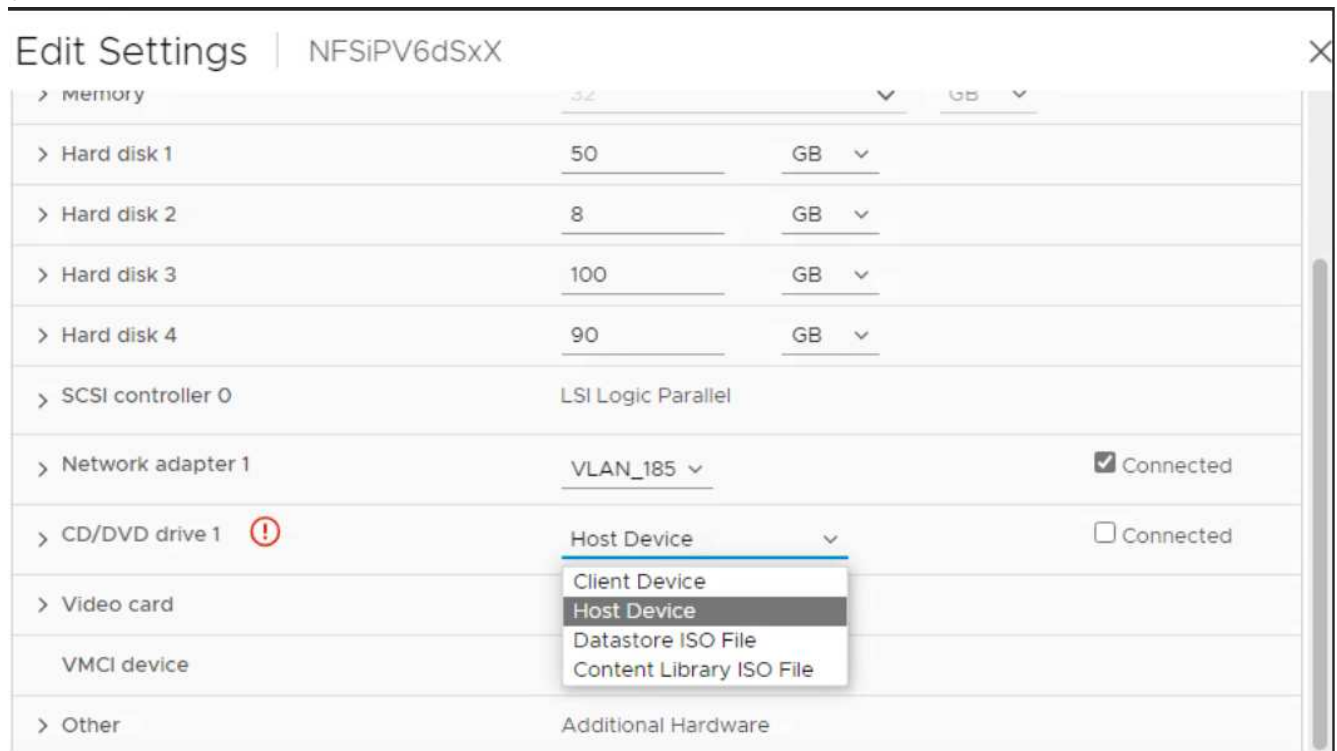 Edit Settings | NFSiPV6dSxX
Memory 32 GB
Hard disk 1 50 GB
Hard disk 2 8 GB
Hard disk 3 100 GB
Hard disk 4 90 GB
SCSI controller 0 LSI Logic Parallel
Network adapter 1 VLAN_185 Connected
CD/DVD drive 1 Host Device Connected
Client Device
Host Device
Datastore ISO File
Content Library ISO File
Video card
VMCI device
Other Additional Hardware